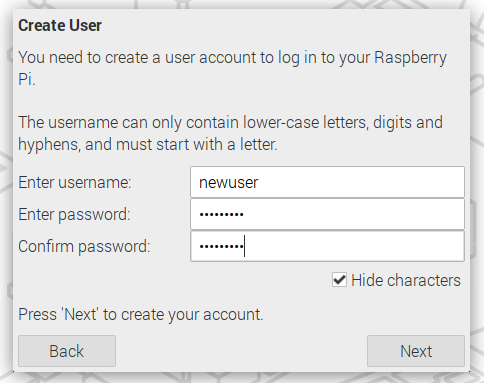 Create User
You need to create a user account to log in to your Raspberry
Pi.
The username can only contain lower-case letters, digits and
hyphens, and must start with a letter.
Enter username: newuser
Enter password: •••••••••
Confirm password: •••••••••
Hide characters
Press 'Next' to create your account.
Back Next